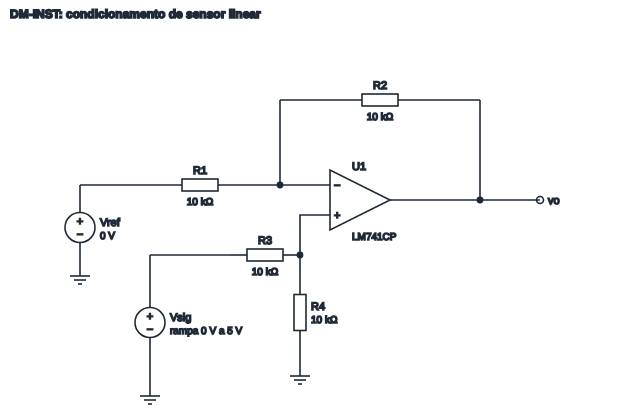 DM-INST: condicionamento de sensor linear
R2
10 kΩ
U1
R1
10 kΩ
−
+
LM741CP
vo
+
−
Vref
0 V
R3
10 kΩ
R4
10 kΩ
+
−
Vsig
rampa 0 V a 5 V